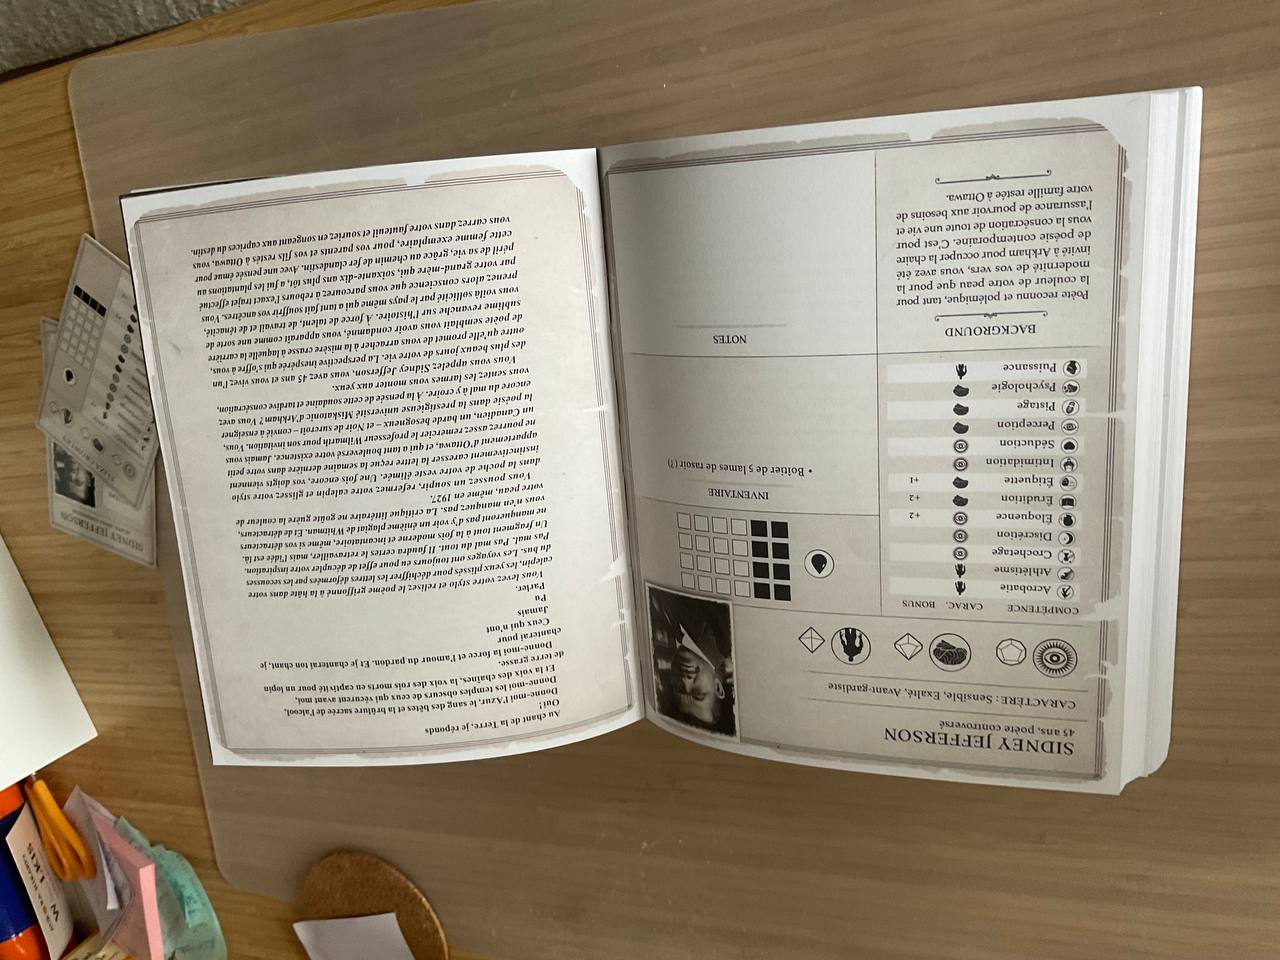 SIDNEY JEFFERSON
45 ans, poète controversé
CARACTÈRE : Sensible, Exalté, Avant-gardiste
COMPÉTENCE CARAC. BONUS
Acrobatie
Athlétisme
Crochetage
Discrétion
Éloquence +2
Érudition +2
Étiquette +1
Intimidation
Séduction
Perception
Pistage
Psychologie
Puissance
BACKGROUND
Poète reconnu et polémique, tant pour
la couleur de votre peau que pour la
modernité de vos vers, vous avez été
invité à Arkham pour occuper la chaire
de poésie contemporaine. C'est pour
vous la consécration de toute une vie et
l'assurance de pourvoir aux besoins de
votre famille restée à Ottawa.
INVENTAIRE
• Boîtier de 5 lames de rasoir (?)
NOTES
Au chant de la Terre, je réponds
Oui !
Donne-moi l'Azur, le sang des bêtes et la brûlure sacrée de l'alcool,
Donne-moi les temples obscurs de ceux qui vécurent avant moi,
Et la voix des chaînes, la voix des rois morts en captivité pour un lopin
de terre grasse.
Donne-moi la force et l'amour du pardon. Et je chanterai ton chant, je
chanterai pour
Ceux qui n'ont
Jamais
Pu
Parler.
Vous levez votre stylo et relisez le poème griffonné à la hâte dans votre
calepin, les yeux plissés pour déchiffrer les lettres déformées par les secousses
du bus. Les voyages ont toujours eu pour effet de décupler votre inspiration.
Pas mal. Pas mal du tout. Il faudra certes le retravailler, mais l'idée est là.
Un fragment tout à la fois moderne et incantatoire, même si vos détracteurs
ne manqueront pas d'y voir un énième plagiat de Whitman. Et de détracteurs,
vous n'en manquez pas. La critique littéraire ne goûte guère la couleur de
votre peau, même en 1927.
Vous poussez un soupir, refermez votre calepin et glissez votre stylo
dans la poche de votre veste élimée. Une fois encore, vos doigts viennent
instinctivement caresser la lettre reçue la semaine dernière dans votre petit
appartement d'Ottawa, et qui a tant bouleversé votre existence. Jamais vous
ne pourrez assez remercier le professeur Wilmarth pour son invitation. Vous,
un Canadien, un barde besogneux – et Noir de surcroît – convié à enseigner
la poésie dans la prestigieuse université Miskatonic d'Arkham ? Vous avez
encore du mal à y croire. À la pensée de cette soudaine et tardive consécration,
vous sentez les larmes vous monter aux yeux.
Vous vous appelez Sidney Jefferson, vous avez 45 ans et vous vivez l'un
des plus beaux jours de votre vie. La perspective inespérée qui s'offre à vous,
outre qu'elle promet de vous arracher à la misère crasse à laquelle la carrière
de poète semblait vous avoir condamné, vous apparaît comme une sorte de
sublime revanche sur l'histoire. À force de talent, de travail et de ténacité,
vous voilà sollicité par le pays même qui a tant fait souffrir vos ancêtres. Vous
prenez alors conscience que vous parcourez à rebours l'exact trajet effectué
par votre grand-mère qui, soixante-dix ans plus tôt, a fui les plantations au
péril de sa vie, grâce au chemin de fer clandestin. Avec une pensée émue pour
cette femme exemplaire, pour vos parents et vos fils restés à Ottawa, vous
vous carrez dans votre fauteuil et souriez en songeant aux caprices du destin.
SIDNEY JEFFERSON